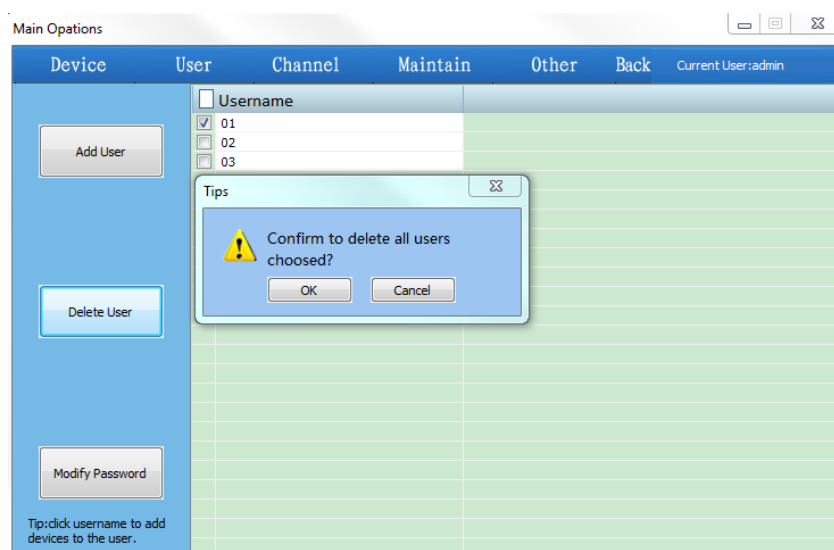 Main Opations
Device User Channel Maintain Other Back Current User:admin
Username
01
02
03
Add User
Tips
Confirm to delete all users
choosed?
OK Cancel
Delete User
Modify Password
Tip:click username to add
devices to the user.